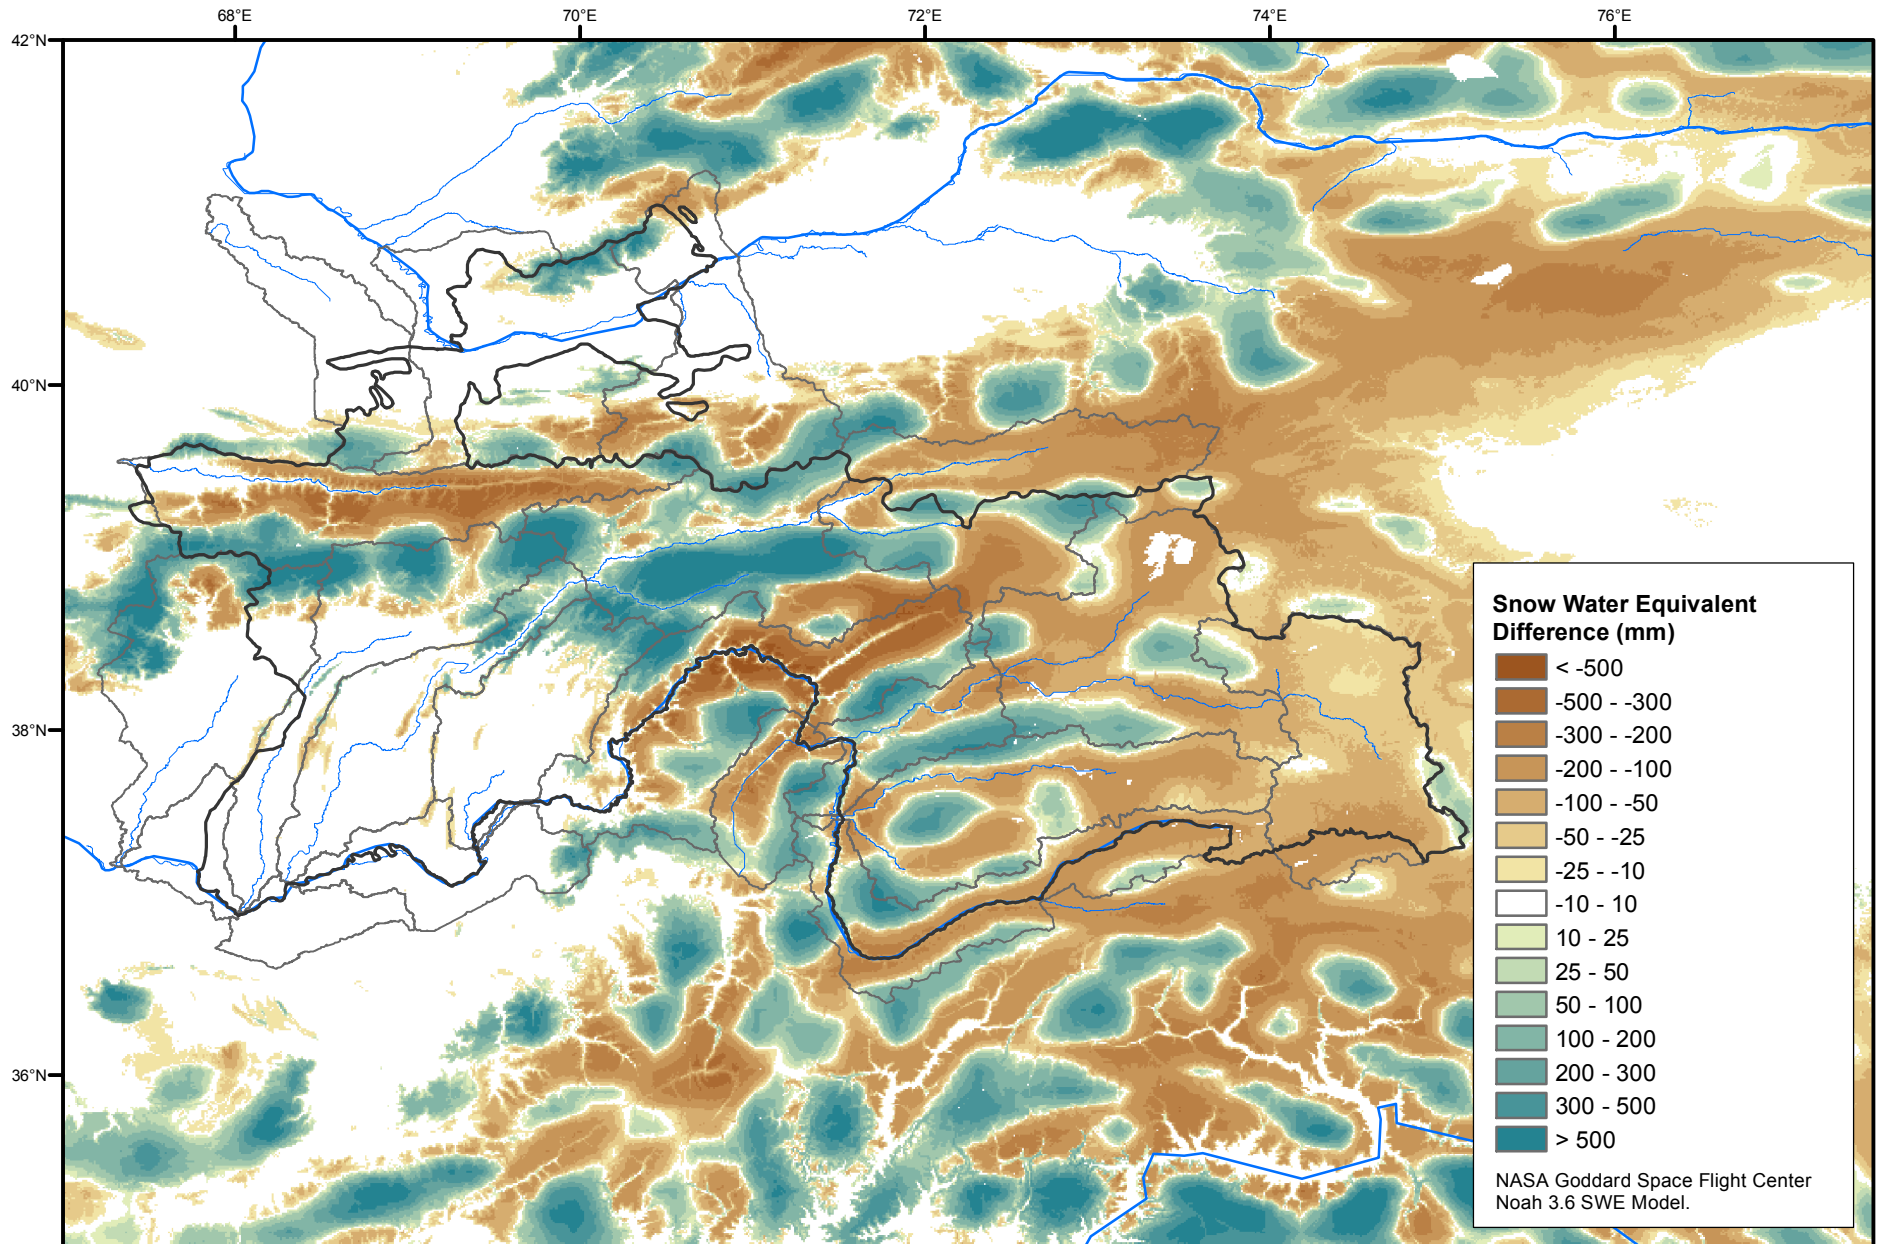 68°E
70°E
72°E
74°E
76°E
42°N
40°N
38°N
36°N
Snow Water Equivalent
Difference (mm)
< -500
-500 - -300
-300 - -200
-200 - -100
-100 - -50
-50 - -25
-25 - -10
-10 - 10
10 - 25
25 - 50
50 - 100
100 - 200
200 - 300
300 - 500
> 500
NASA Goddard Space Flight Center
Noah 3.6 SWE Model.